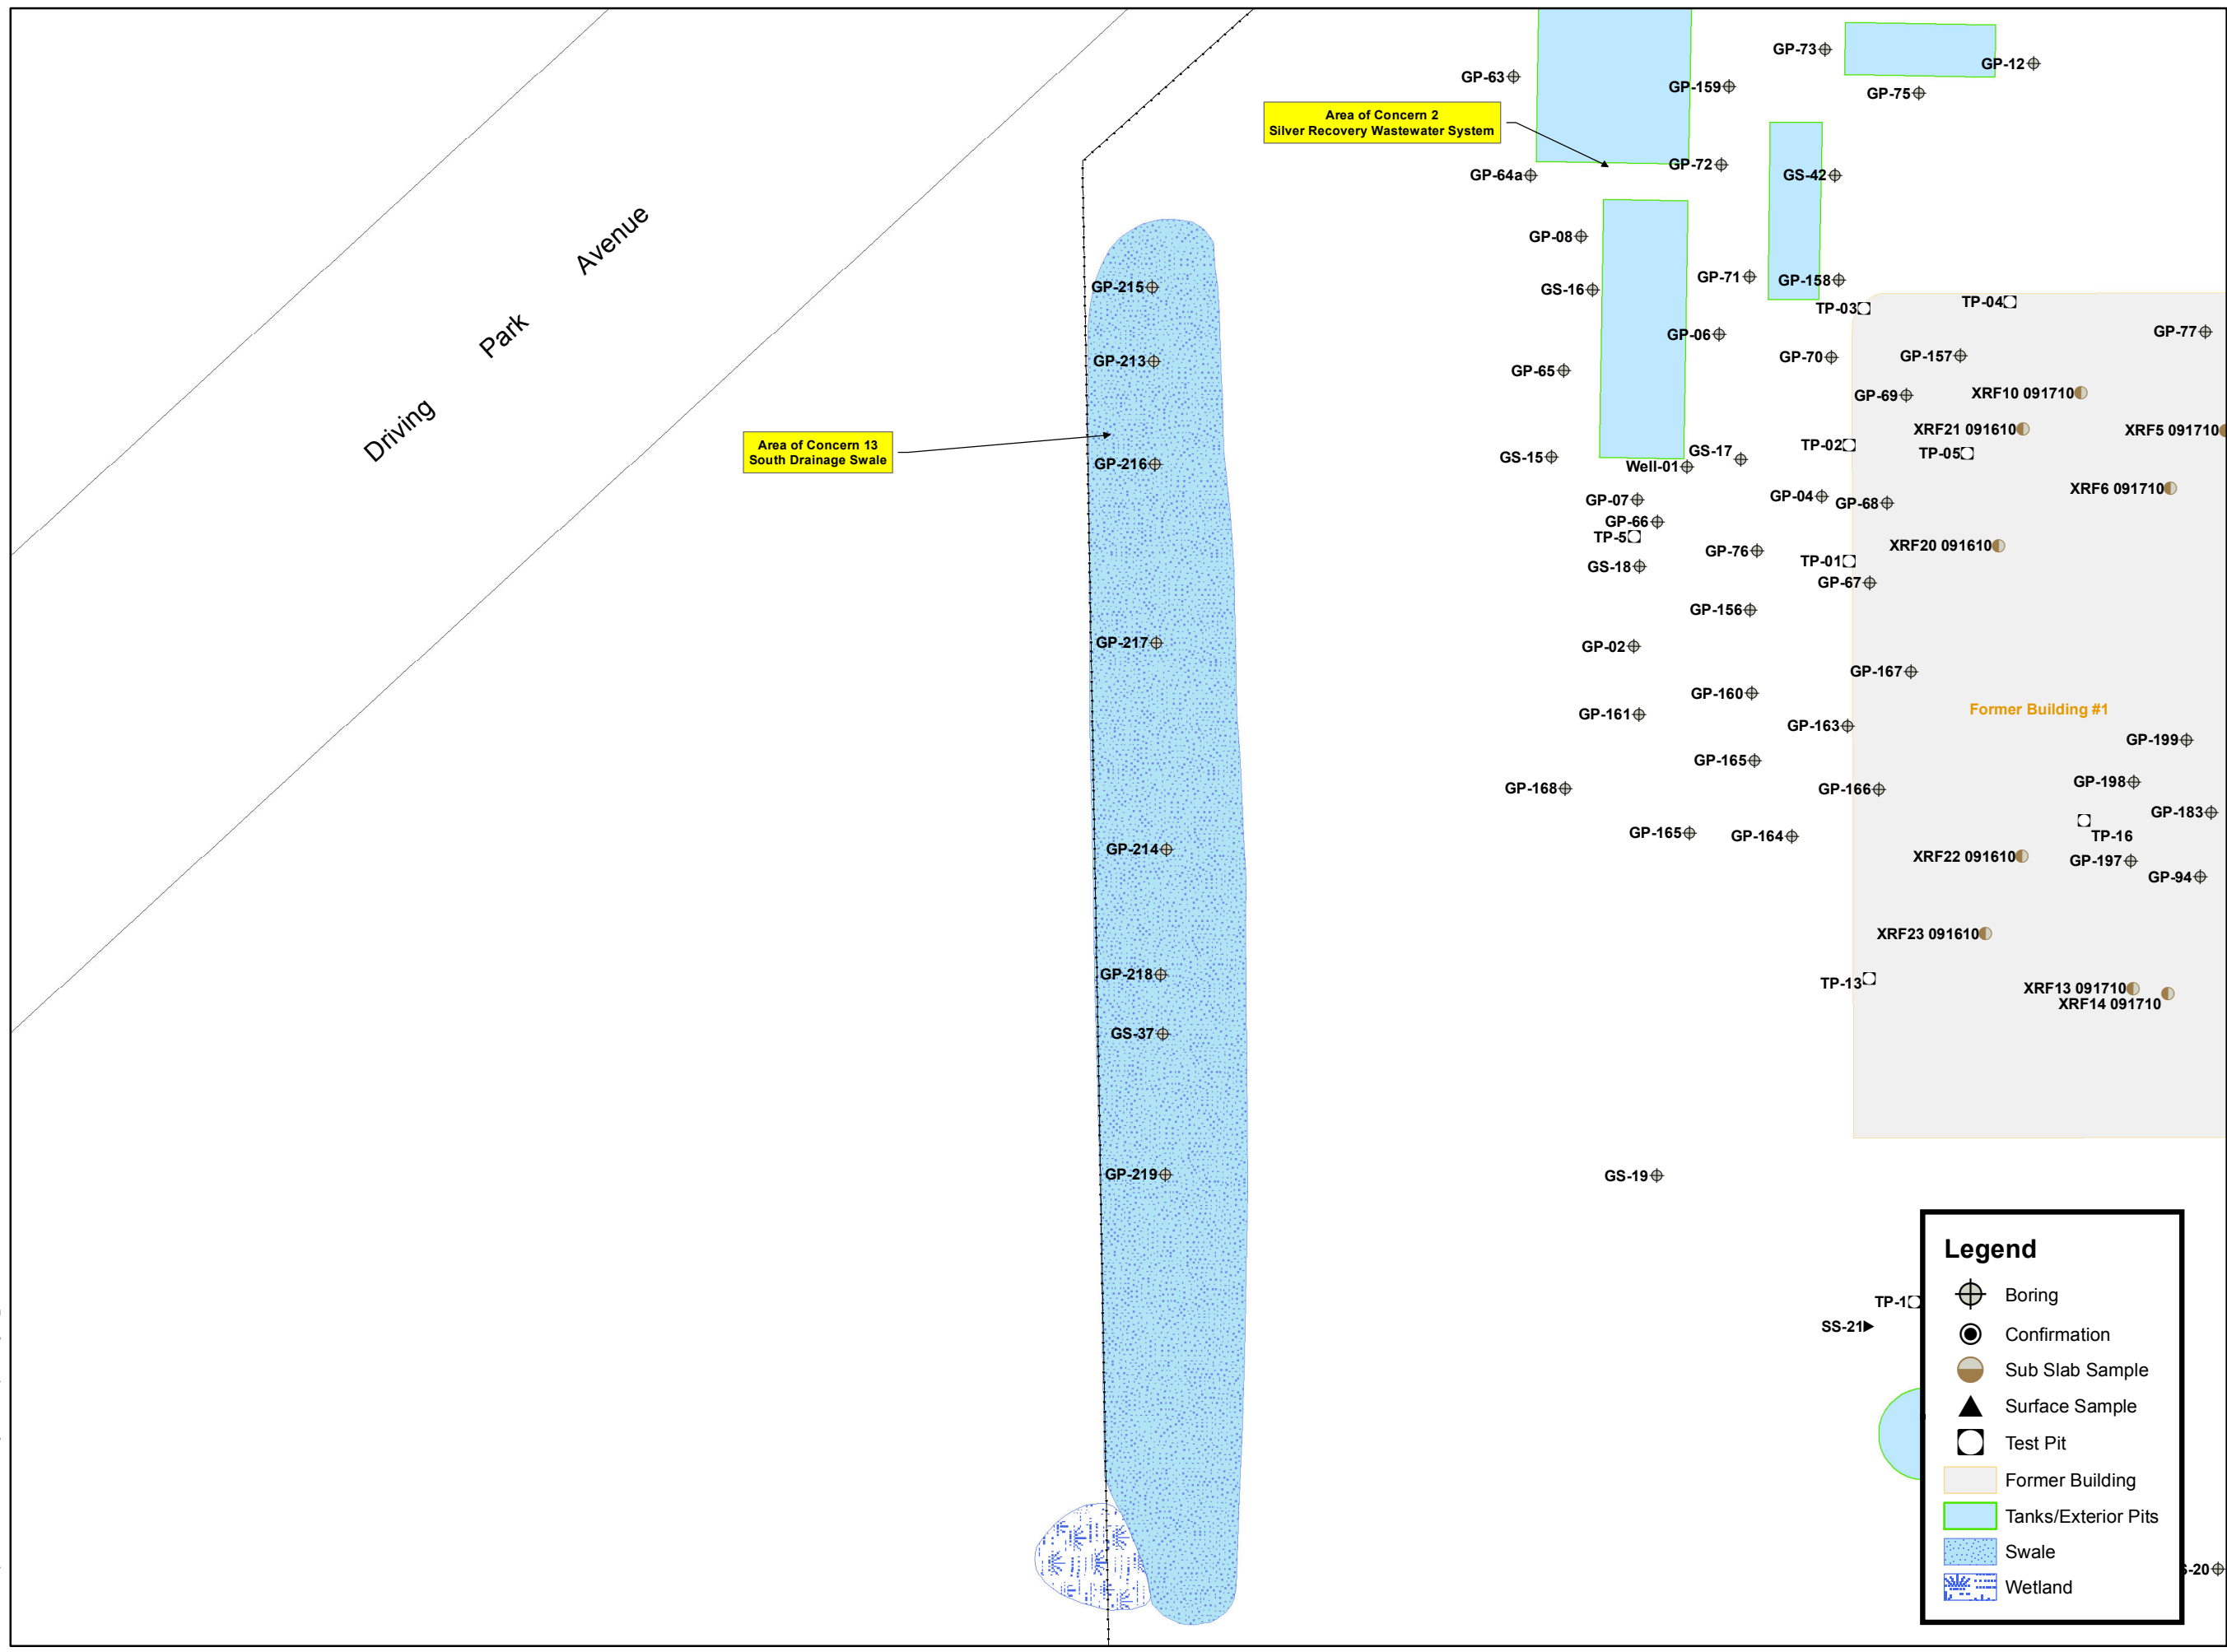 GP-73
GP-12
GP-63
GP-159
GP-75
Area of Concern 2
Silver Recovery Wastewater System
GP-72
GP-64a
GS-42
Driving Park Avenue
GP-08
GP-71
GP-158
GP-215
GS-16
TP-03
TP-04
GP-06
GP-77
GP-213
GP-65
GP-70
GP-157
GP-69
XRF10 091710
XRF21 091610
XRF5 091710
Area of Concern 13
South Drainage Swale
GP-216
GS-15
Well-01
GS-17
TP-02
TP-05
XRF6 091710
GP-07
GP-04
GP-68
GP-66
TP-5
GP-76
XRF20 091610
GS-18
TP-01
GP-67
GP-156
GP-217
GP-02
GP-167
GP-160
GP-161
Former Building #1
GP-163
GP-199
GP-165
GP-168
GP-166
GP-198
GP-183
GP-165
GP-164
TP-16
GP-214
XRF22 091610
GP-197
GP-94
XRF23 091610
GP-218
TP-13
XRF13 091710
XRF14 091710
GS-37
GP-219
GS-19
TP-1
SS-21
Legend
Boring
Confirmation
Sub Slab Sample
Surface Sample
Test Pit
Former Building
Tanks/Exterior Pits
Swale
Wetland
-20